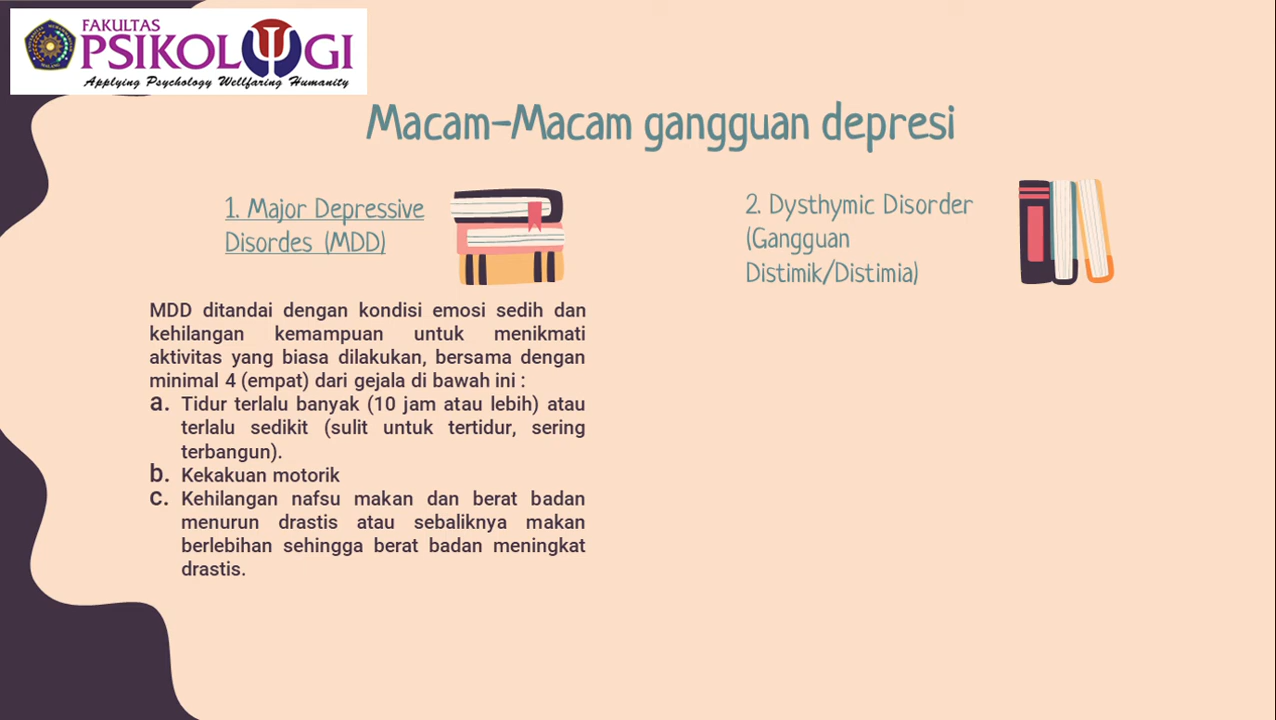 FAKULTAS
PSIKOLOGI
Applying Psychology Wellfaring Humanity
Macam-Macam gangguan depresi
1. Major Depressive
Disordes (MDD)
MDD ditandai dengan kondisi emosi sedih dan
kehilangan kemampuan untuk menikmati
aktivitas yang biasa dilakukan, bersama dengan
minimal 4 (empat) dari gejala di bawah ini :
a. Tidur terlalu banyak (10 jam atau lebih) atau
terlalu sedikit (sulit untuk tertidur, sering
terbangun).
b. Kekakuan motorik
c. Kehilangan nafsu makan dan berat badan
menurun drastis atau sebaliknya makan
berlebihan sehingga berat badan meningkat
drastis.
2. Dysthymic Disorder
(Gangguan
Distimik/Distimia)